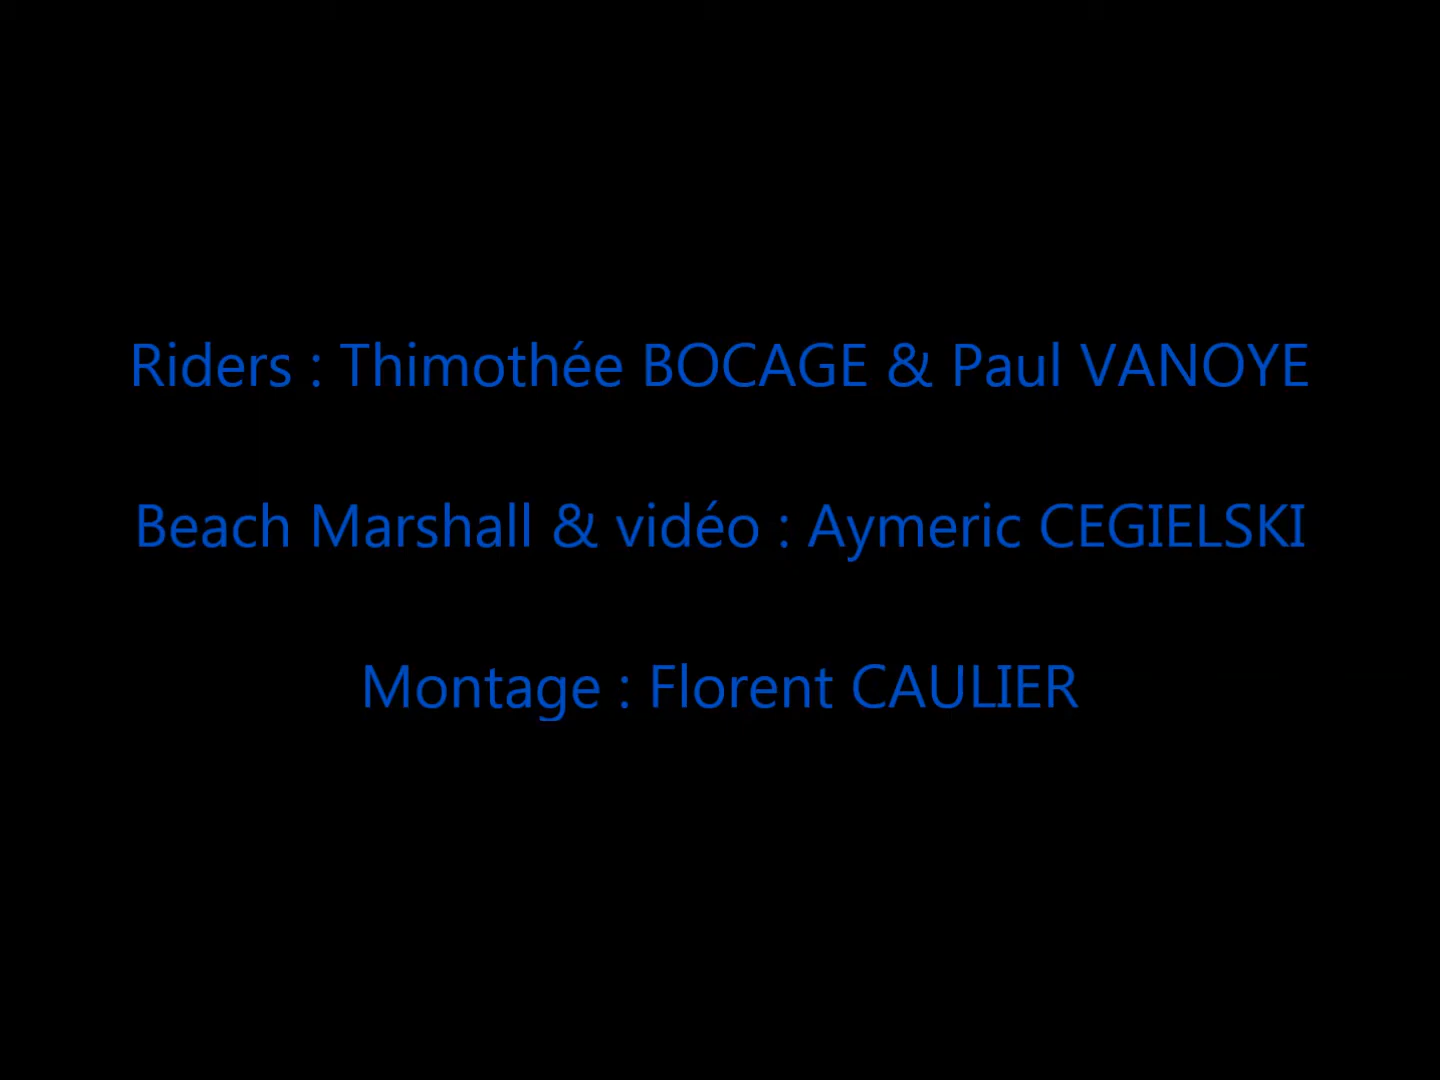 Riders : Thimothée BOCAGE & Paul VANOYE
Beach Marshall & vidéo : Aymeric CEGIELSKI
Montage : Florent CAULIER